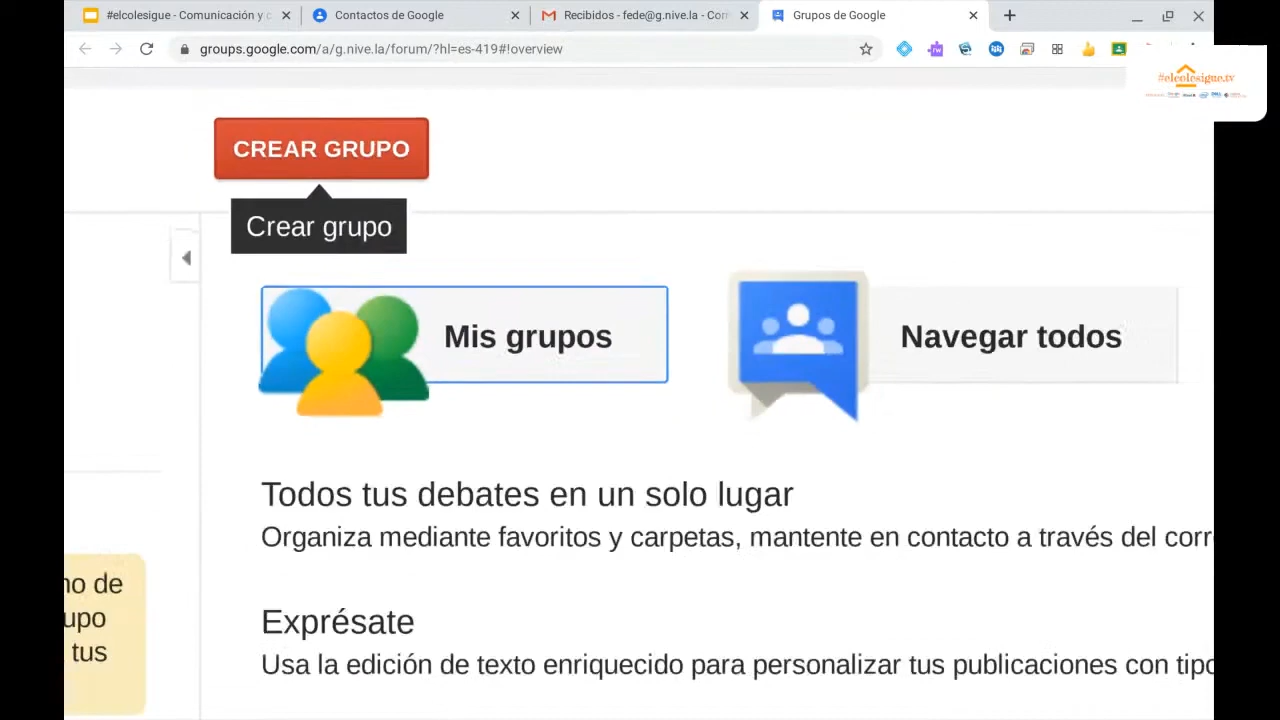 #elcolesigue - Comunicación y c
Contactos de Google
Recibidos - fede@g.nive.la - Corr
Grupos de Google
groups.google.com/a/g.nive.la/forum/?hl=es-419#!overview
#elcolesigue.tv
CREAR GRUPO
Crear grupo
Mis grupos
Navegar todos
Todos tus debates en un solo lugar
Organiza mediante favoritos y carpetas, mantente en contacto a través del corr
no de
upo
tus
Exprésate
Usa la edición de texto enriquecido para personalizar tus publicaciones con tipo